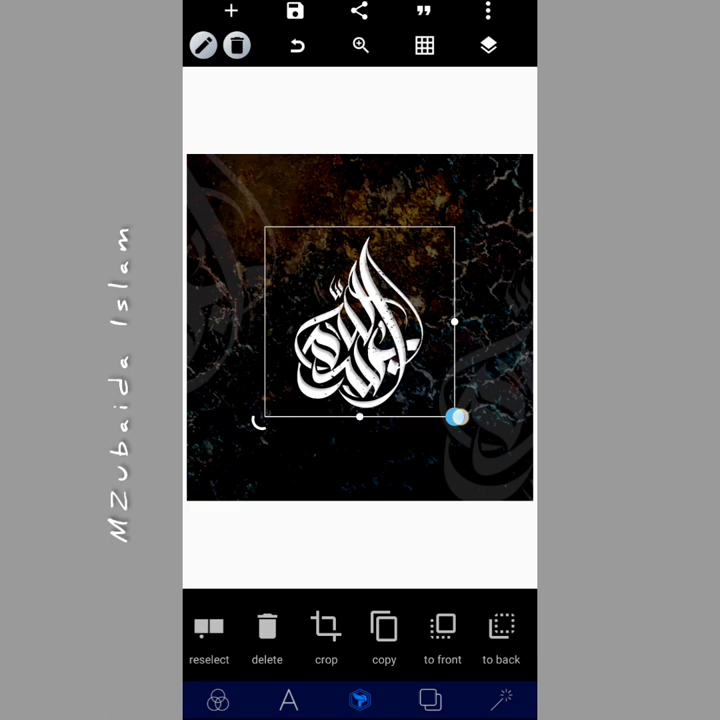 MZubaida Islam
reselect
delete
crop
copy
to front
to back